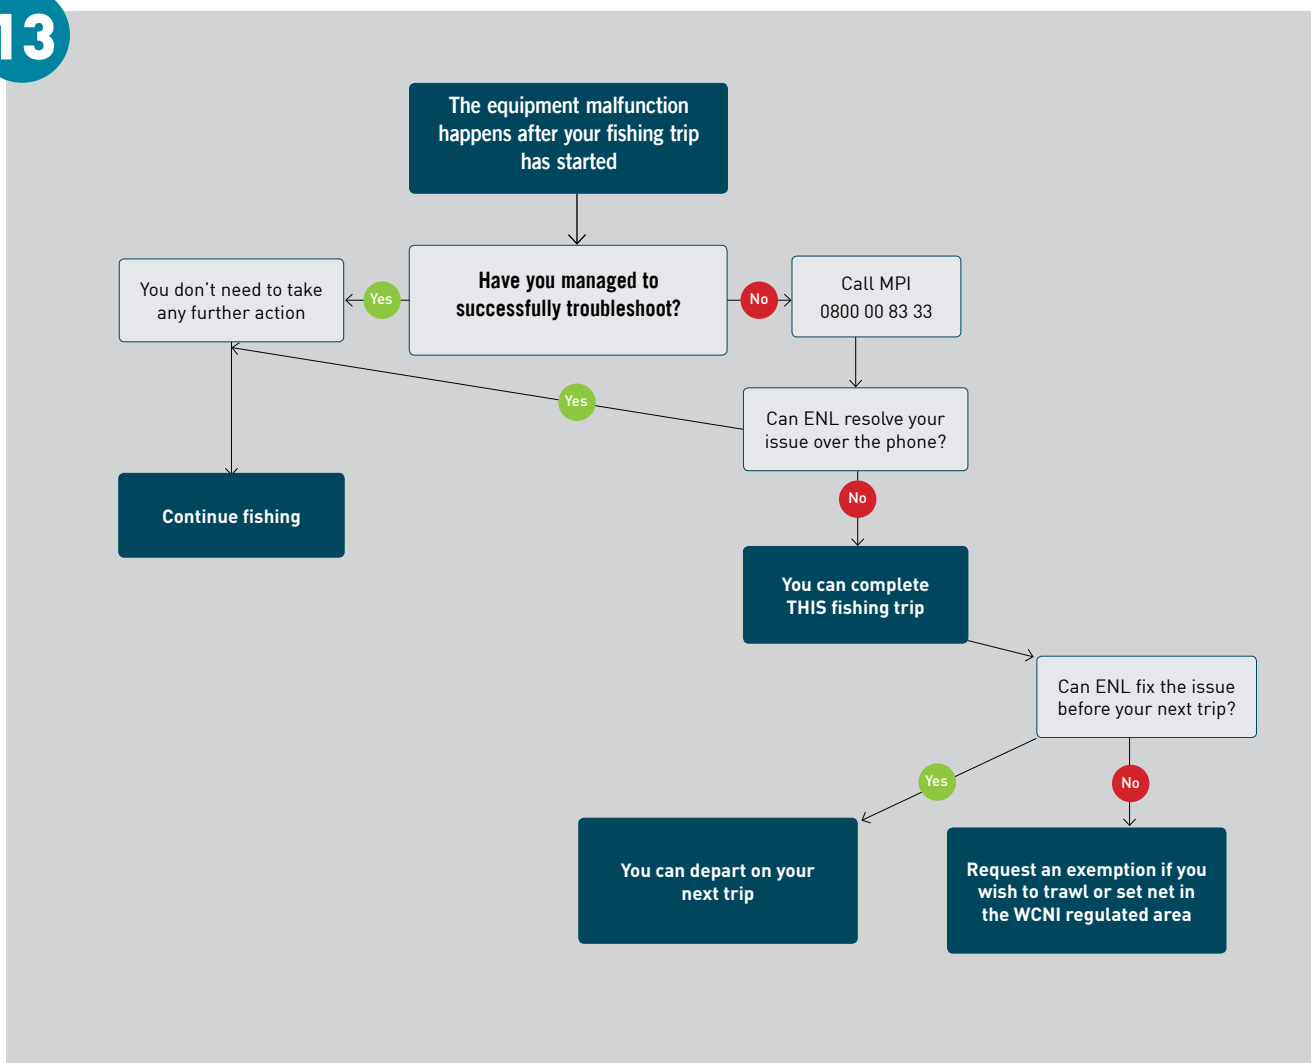 13
The equipment malfunction
happens after your fishing trip
has started
You don't need to take
any further action
Yes
Have you managed to
successfully troubleshoot?
No
Call MPI
0800 00 83 33
Yes
Can ENL resolve your
issue over the phone?
No
Continue fishing
You can complete
THIS fishing trip
Can ENL fix the issue
before your next trip?
Yes
No
You can depart on your
next trip
Request an exemption if you
wish to trawl or set net in
the WCNI regulated area